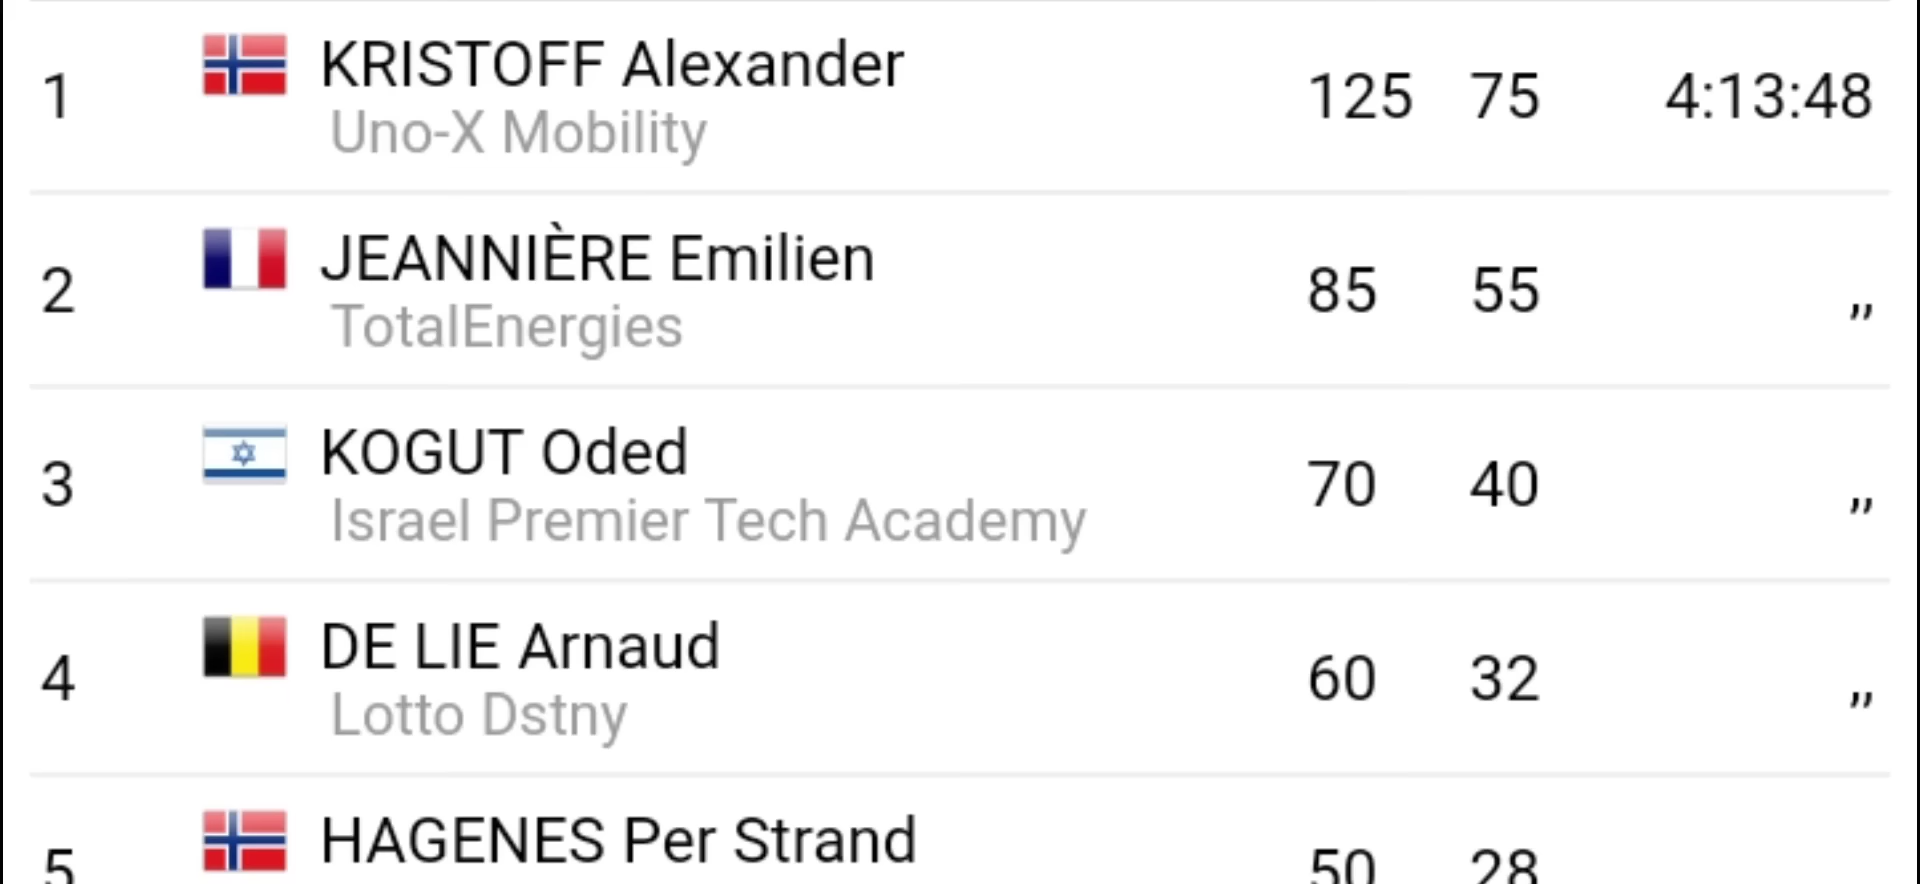 1 KRISTOFF Alexander 125 75 4:13:48
Uno-X Mobility
2 JEANNIÈRE Emilien 85 55 ,,
TotalEnergies
3 KOGUT Oded 70 40 ,,
Israel Premier Tech Academy
4 DE LIE Arnaud 60 32 ,,
Lotto Dstny
5 HAGENES Per Strand 50 28